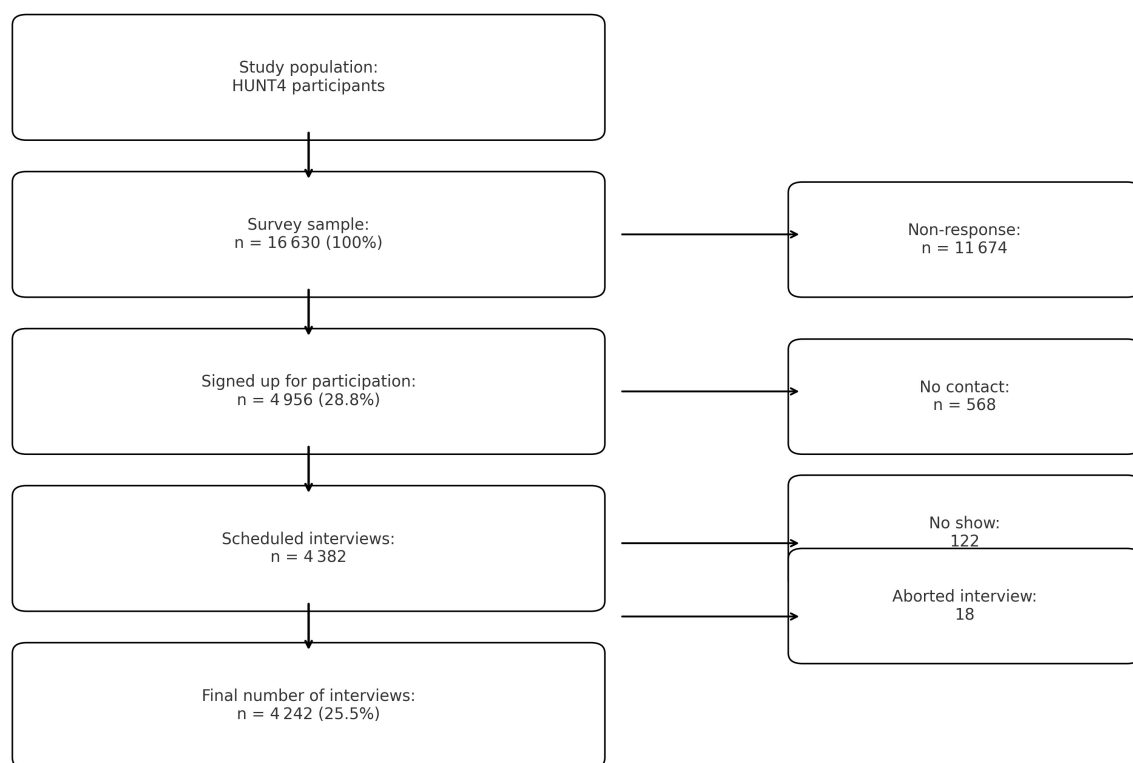 Study population:
HUNT4 participants
Survey sample:
n = 16 630 (100%)
Non-response:
n = 11 674
Signed up for participation:
n = 4 956 (28.8%)
No contact:
n = 568
Scheduled interviews:
n = 4 382
No show:
122
Aborted interview:
18
Final number of interviews:
n = 4 242 (25.5%)